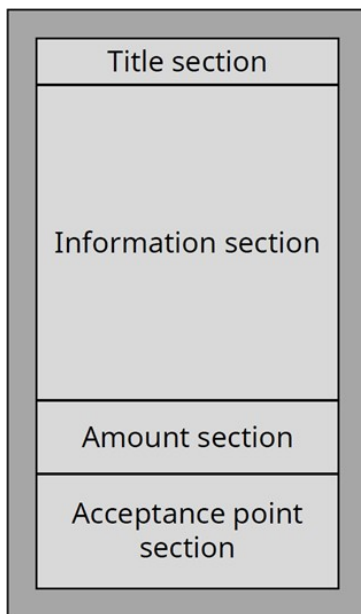 Title section
Information section
Amount section
Acceptance point
section